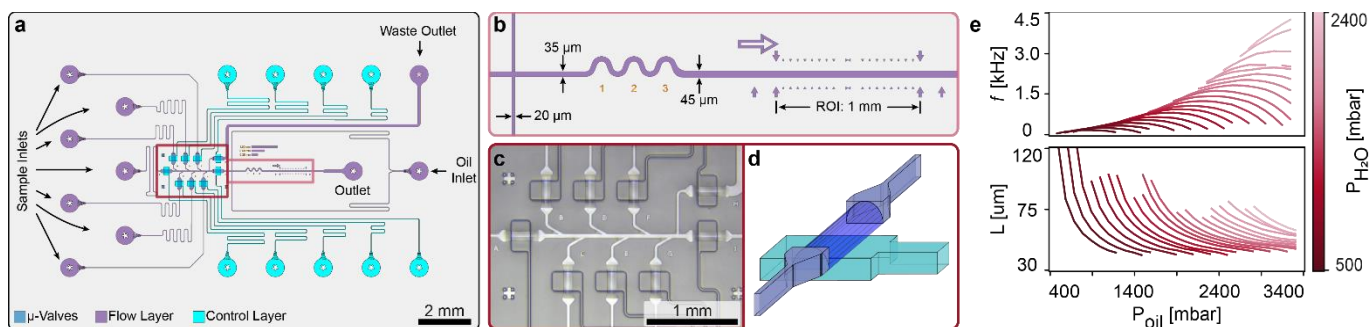 a
Waste Outlet
Sample Inlets
Outlet
Oil
Inlet
μ-Valves
Flow Layer
Control Layer
2 mm
b
35 μm
1 2 3
20 μm
45 μm
ROI: 1 mm
c
A
B
D
F
1 mm
d
e
f [kHz]
4.5
3.0
1.5
0
L [um]
120
75
30
400 1400 2400 3400
P_Oil [mbar]
2400
P_H2O [mbar]
500